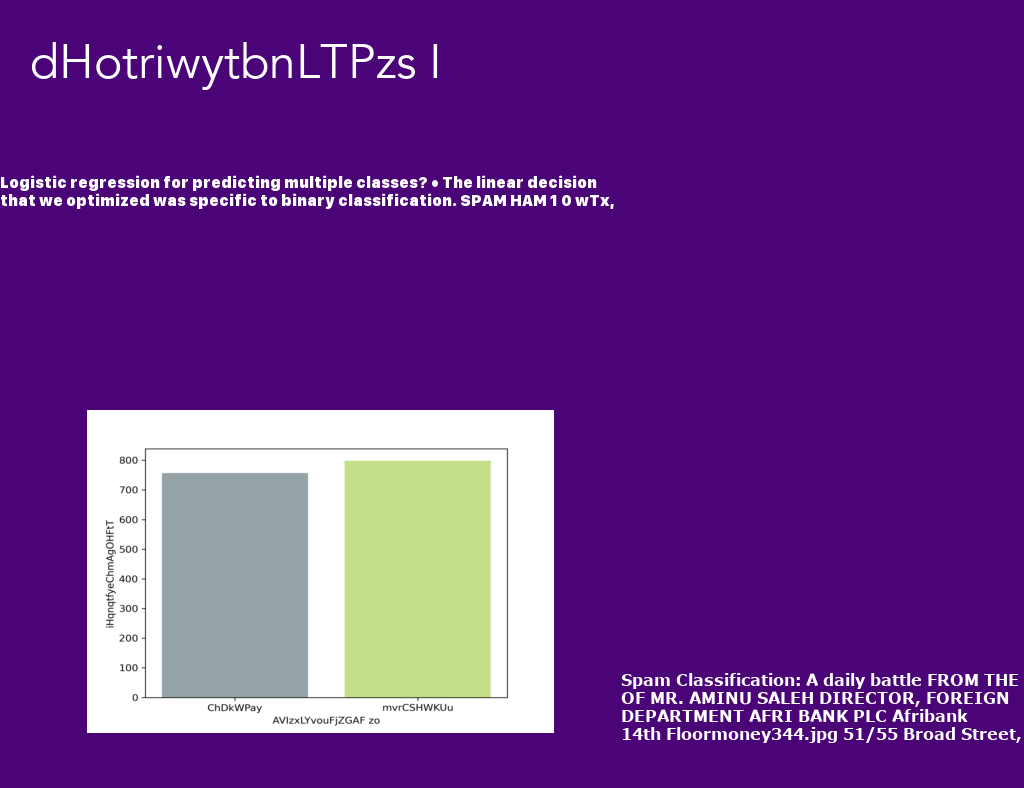 dHotriwytbnLTPzs I
Logistic regression for predicting multiple classes? • The linear decision
that we optimized was specific to binary classification. SPAM HAM 1 0 wTx,
800
700
600
500
400
300
200
100
0
iHqnqtfyeChmAgOHFtT
ChDkWPay
mvrCSHWKUu
AVIzxLYvouFjZGAF zo
Spam Classification: A daily battle FROM THE
OF MR. AMINU SALEH DIRECTOR, FOREIGN
DEPARTMENT AFRI BANK PLC Afribank
14th Floormoney344.jpg 51/55 Broad Street,